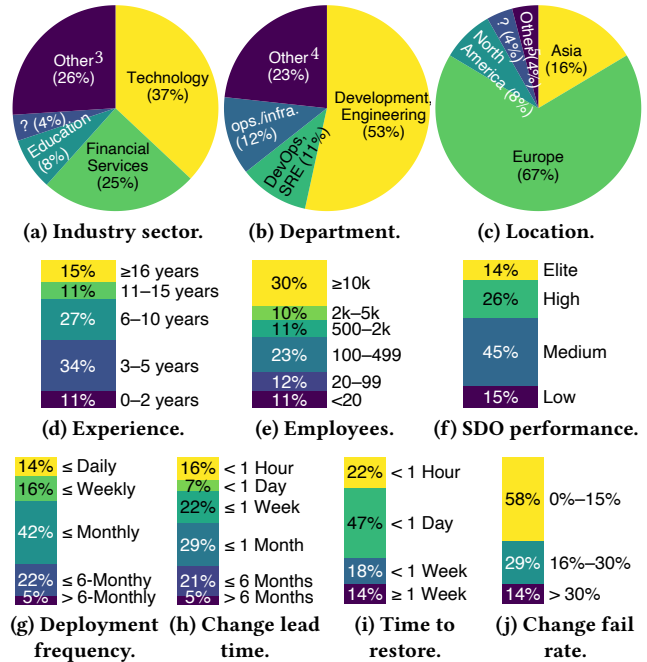 Other3
(26%)
Technology
(37%)
? (4%)
Education
(8%)
Financial
Services
(25%)
(a) Industry sector.
Other4
(23%)
Development,
Engineering
(53%)
ops./infra.
(12%)
DevOps,
SRE (11%)
(b) Department.
Other5(4%)
? (4%)
North
America (8%)
Asia
(16%)
Europe
(67%)
(c) Location.
15% ≥16 years
11% 11–15 years
27% 6–10 years
34% 3–5 years
11% 0–2 years
(d) Experience.
30% ≥10k
10% 2k–5k
11% 500–2k
23% 100–499
12% 20–99
11% <20
(e) Employees.
14% Elite
26% High
45% Medium
15% Low
(f) SDO performance.
14% ≤ Daily
16% ≤ Weekly
42% ≤ Monthly
22% ≤ 6-Monthy
5% > 6-Monthly
(g) Deployment
frequency.
16% < 1 Hour
7% < 1 Day
22% ≤ 1 Week
29% ≤ 1 Month
21% ≤ 6 Months
5% > 6 Months
(h) Change lead
time.
22% < 1 Hour
47% < 1 Day
18% < 1 Week
14% ≥ 1 Week
(i) Time to
restore.
58% 0%–15%
29% 16%–30%
14% > 30%
(j) Change fail
rate.